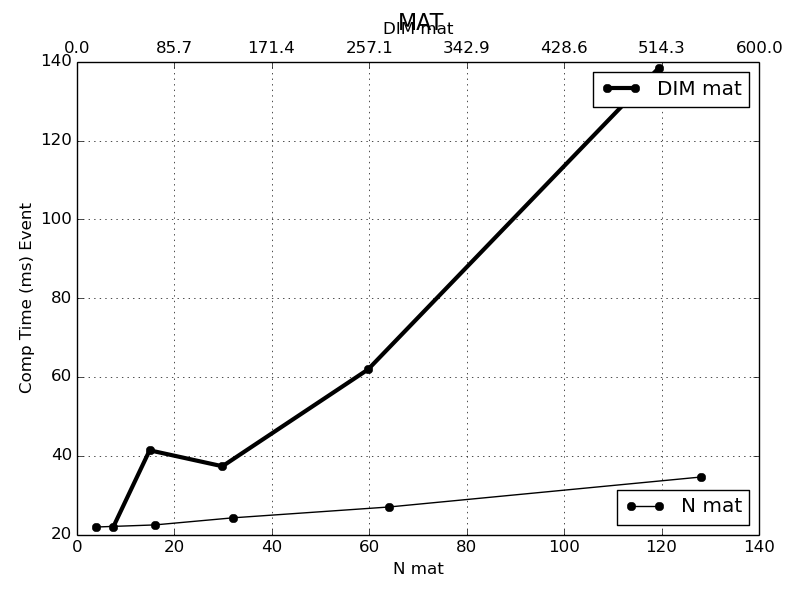 MAT
DIM mat
0.0 85.7 171.4 257.1 342.9 428.6 514.3 600.0
140
DIM mat
120
100
Comp Time (ms) Event
80
60
40
N mat
20
0 20 40 60 80 100 120 140
N mat